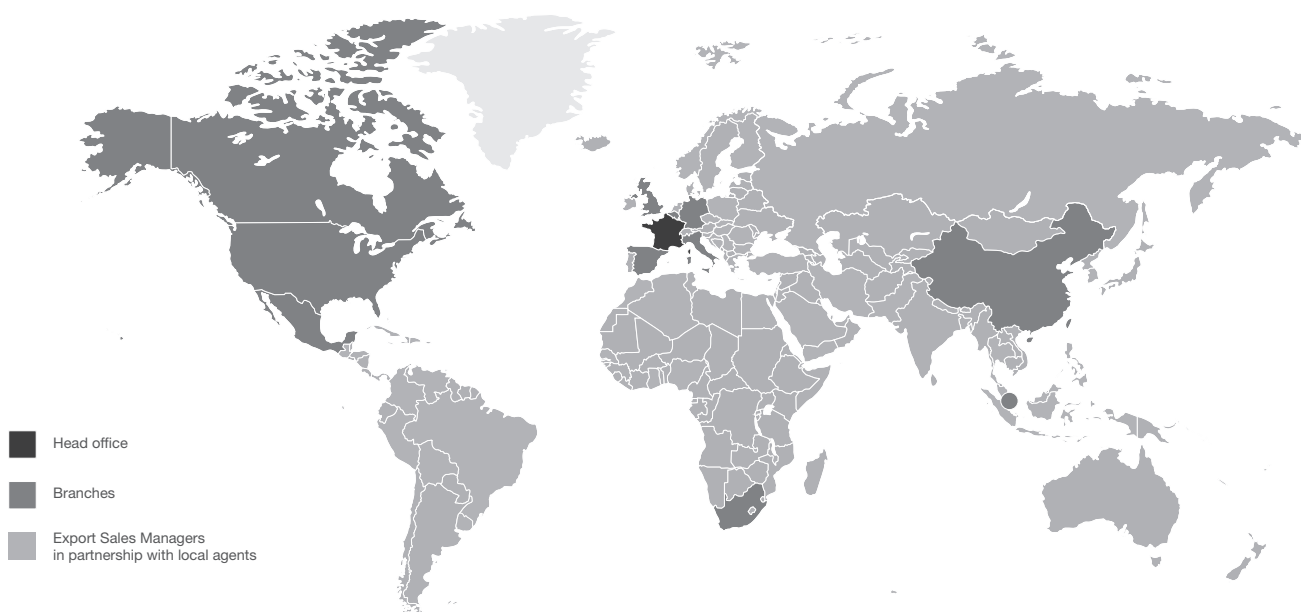 Head office
Branches
Export Sales Managers
in partnership with local agents